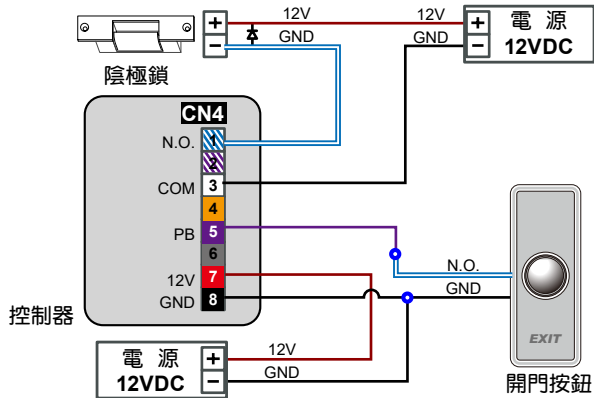 + 12V 12V + 電 源
− GND GND − 12VDC
陰極鎖
CN4
N.O. 1
2
COM 3
4
PB 5
6
12V 7
GND 8
N.O.
GND
EXIT
控制器
開門按鈕
電 源 + 12V
12VDC − GND